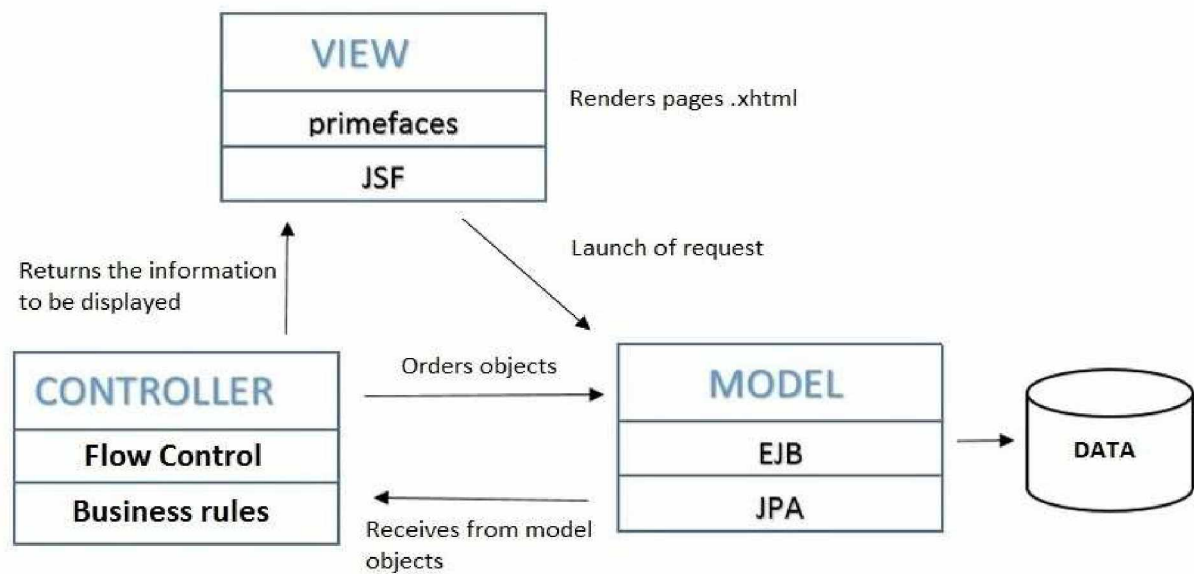 VIEW
primefaces
JSF
Renders pages .xhtml
Returns the information
to be displayed
Launch of request
CONTROLLER
Flow Control
Business rules
Orders objects
Receives from model
objects
MODEL
EJB
JPA
DATA